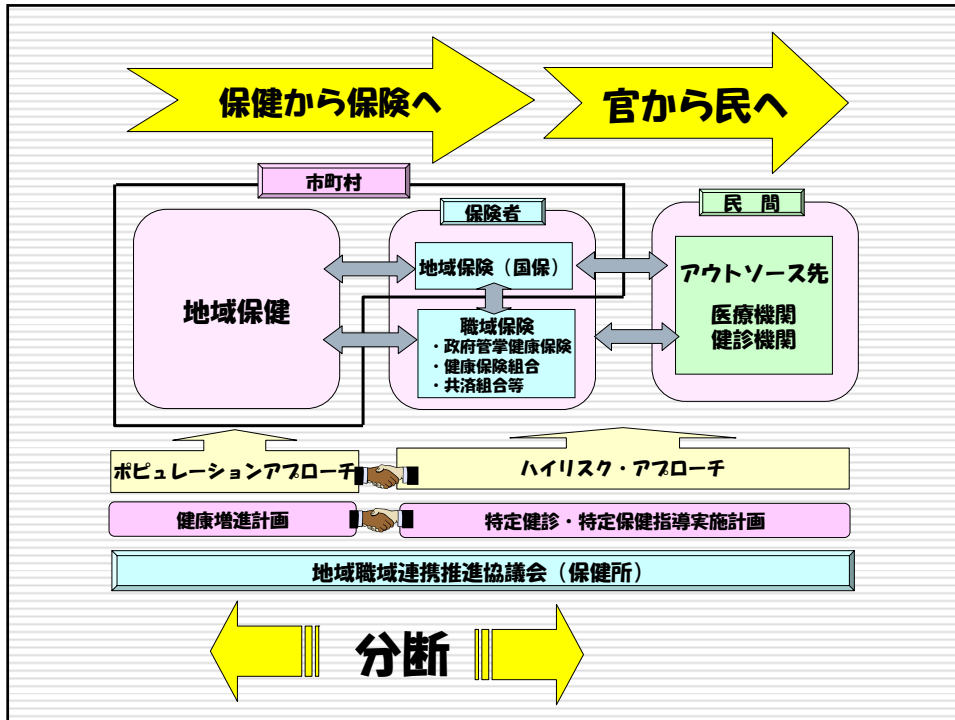 保健から保険へ
官から民へ
市町村
保険者
民　間
地域保健
地域保険（国保）
職域保険
・政府管掌健康保険
・健康保険組合
・共済組合等
アウトソース先
医療機関
健診機関
ポピュレーションアプローチ
ハイリスク・アプローチ
健康増進計画
特定健診・特定保健指導実施計画
地域職域連携推進協議会（保健所）
分断